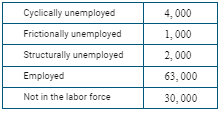 Cyclically unemployed 4, 000
Frictionally unemployed 1, 000
Structurally unemployed 2, 000
Employed 63, 000
Not in the labor force 30, 000